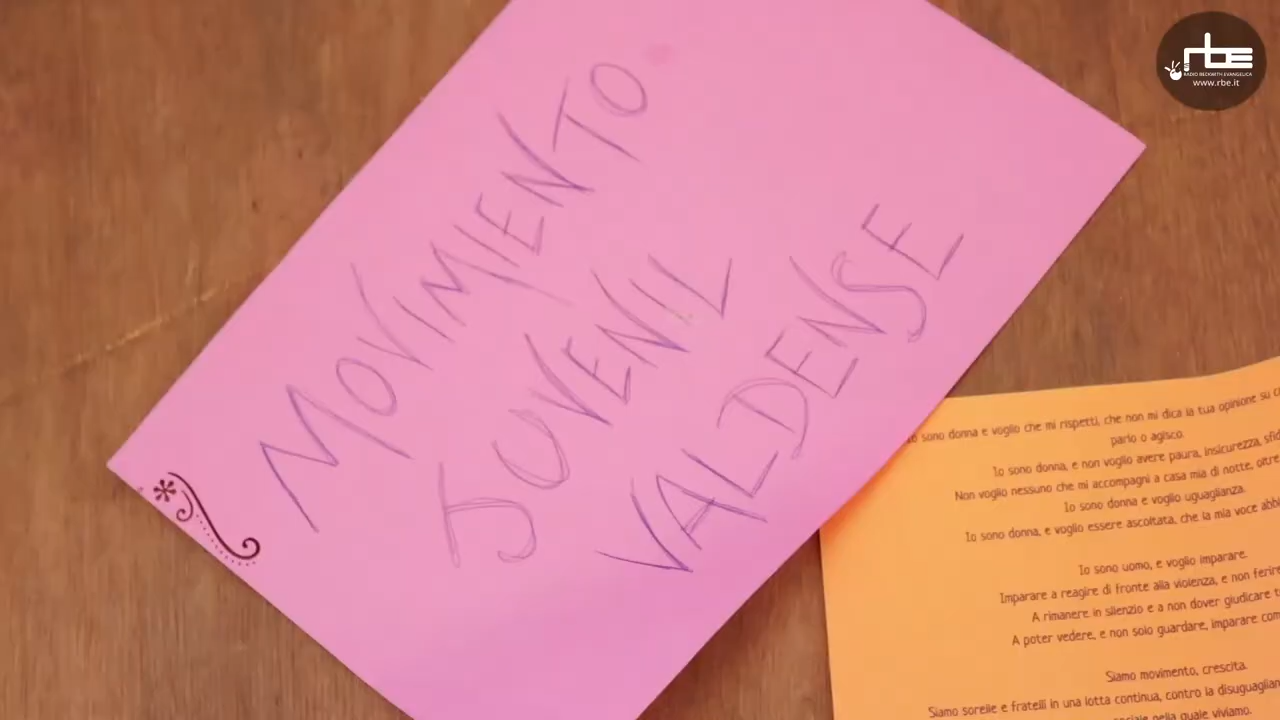 MOVIMIENTO
JUVENIL
VALDENSE
rbe
RADIO BECKWITH EVANGELICA
www.rbe.it
Io sono donna e voglio che mi rispetti, che non mi dica la tua opinione su
parlo o agisco.
Io sono donna, e non voglio avere paura, insicurezza,
Non voglio nessuno che mi accompagni a casa mia di notte, oltre
Io sono donna e voglio uguaglianza.
Io sono donna, e voglio essere ascoltata, che la mia voce
Io sono uomo, e voglio imparare.
Imparare a reagire di fronte alla violenza, e non
A rimanere in silenzio e a non dover giudicare
A poter vedere, e non solo guardare, imparare
Siamo movimento, crescita.
Siamo sorelle e fratelli in una lotta continua, contro la
nella quale viviamo.